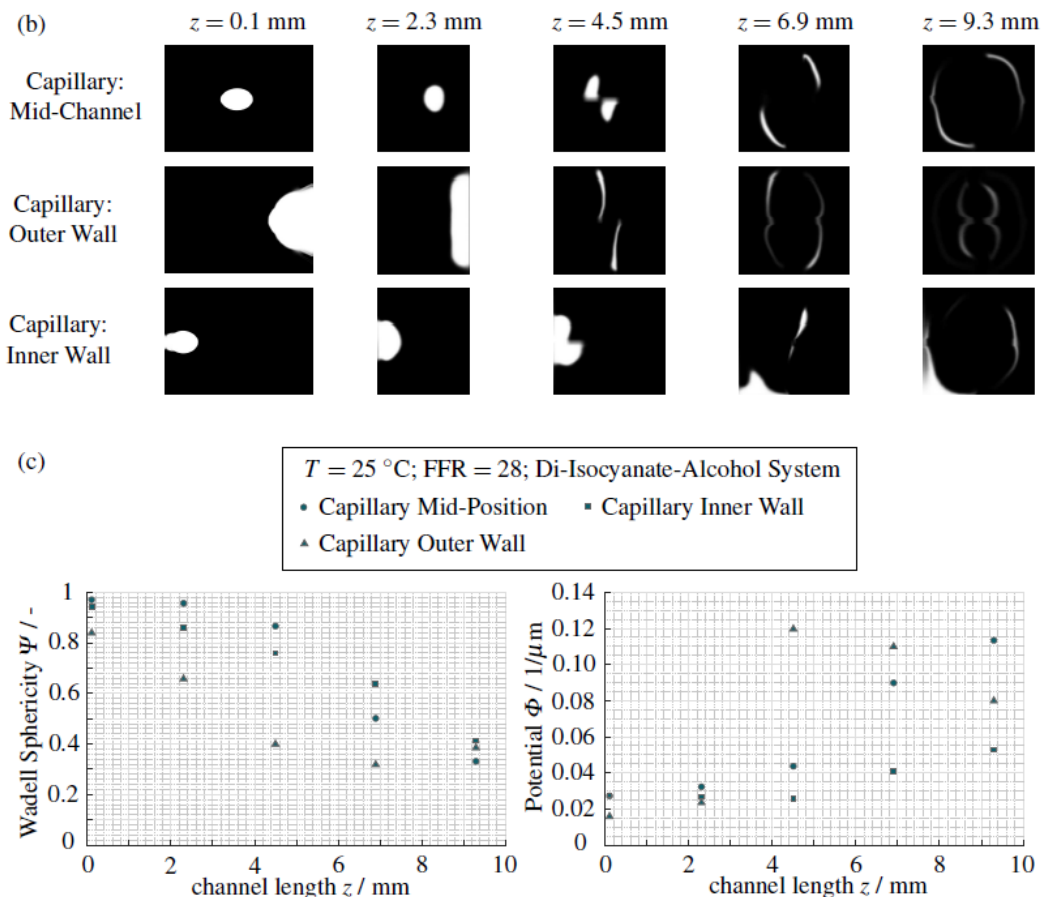 (b)
z = 0.1 mm z = 2.3 mm z = 4.5 mm z = 6.9 mm z = 9.3 mm
Capillary:
Mid-Channel
Capillary:
Outer Wall
Capillary:
Inner Wall
(c)
T = 25 °C; FFR = 28; Di-Isocyanate-Alcohol System
Capillary Mid-Position Capillary Inner Wall
Capillary Outer Wall
Wadell Sphericity Ψ / -
1
0.8
0.6
0.4
0.2
0
0 2 4 6 8 10
channel length z / mm
Potential Φ / 1/μm
0.14
0.12
0.10
0.08
0.06
0.04
0.02
0
0 2 4 6 8 10
channel length z / mm